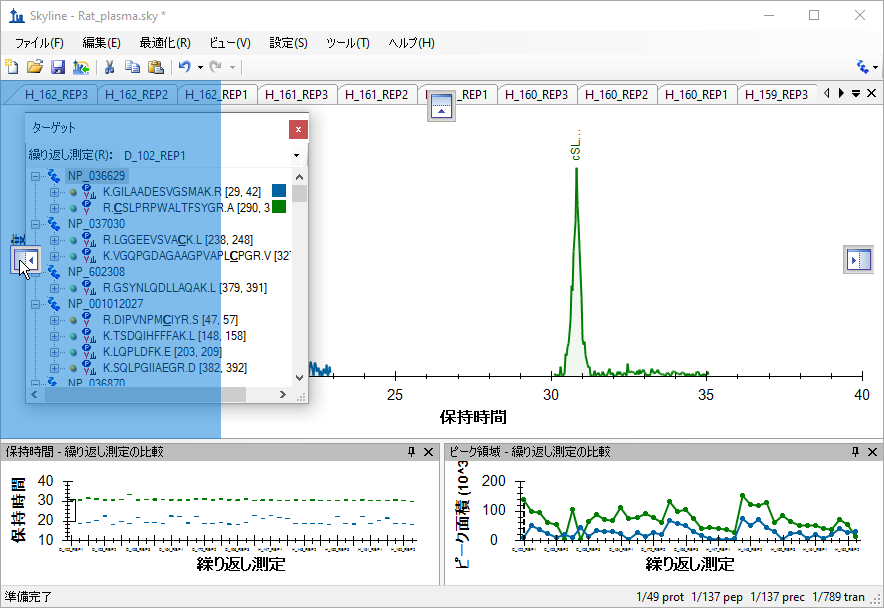 Skyline - Rat_plasma.sky *
ファイル(F) 編集(E) 最適化(R) ビュー(V) 設定(S) ツール(T) ヘルプ(H)
H_162_REP3 H_162_REP2 H_162_REP1 H_161_REP3 H_161_REP2 _REP1 H_160_REP3 H_160_REP2 H_160_REP1 H_159_REP3
ターゲット
x
繰り返し測定(R): D_102_REP1
NP_036629
K.GILAADESVGSMAK.R [29, 42]
R.CSLPRPWALTFSYGR.A [290, 3
NP_037030
R.LGGEEVSVACK.L [238, 248]
K.VGQPGDAGAAGPVAPLCPGR.V [327
NP_602308
R.GSYNLQDLLAQAK.L [379, 391]
NP_001012027
R.DIPVNPMCIYR.S [47, 57]
K.TSDQIHFFFAK.L [148, 158]
K.LQPLDFK.E [203, 209]
K.SQLPGIIAEGR.D [382, 392]
NP_036870
cSL...
25 30 35 40
保持時間
保持時間 - 繰り返し測定の比較
保持時間
40
30
20
10
繰り返し測定
ピーク領域 - 繰り返し測定の比較
ピーク面積 (10^3
200
100
0
繰り返し測定
準備完了
1/49 prot 1/137 pep 1/137 prec 1/789 tran